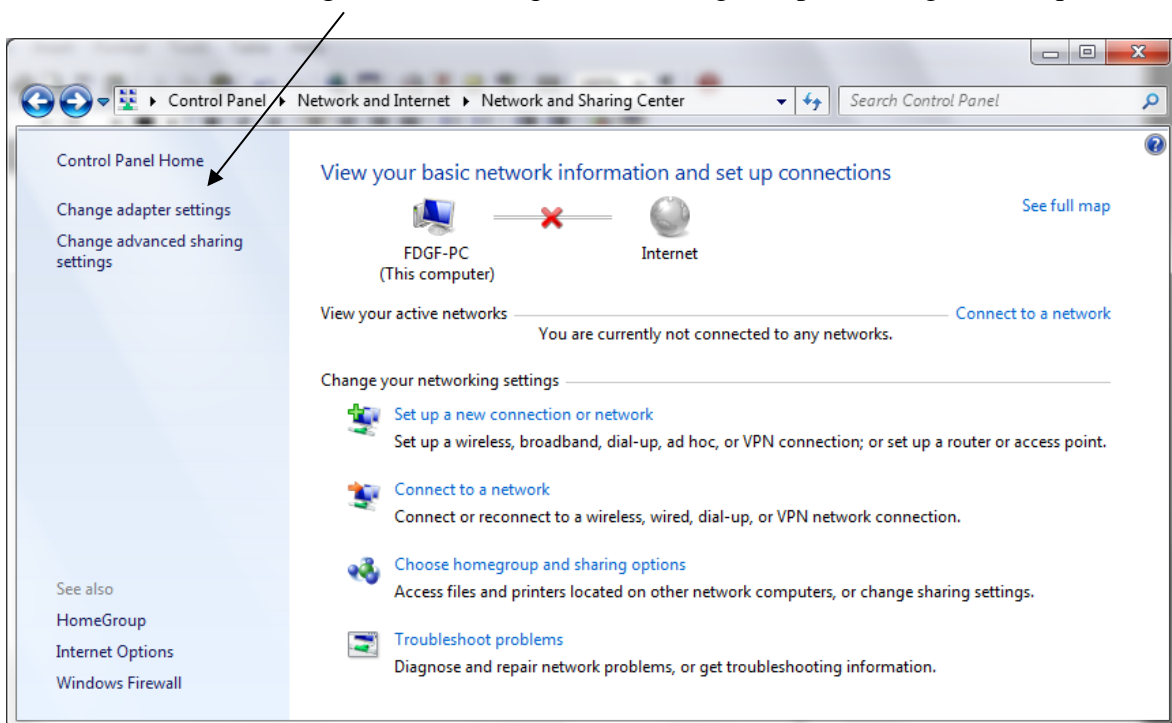 Control Panel ▸ Network and Internet ▸ Network and Sharing Center
Search Control Panel
Control Panel Home
Change adapter settings
Change advanced sharing
settings
View your basic network information and set up connections
See full map
FDGF-PC
(This computer)
Internet
View your active networks
Connect to a network
You are currently not connected to any networks.
Change your networking settings
Set up a new connection or network
Set up a wireless, broadband, dial-up, ad hoc, or VPN connection; or set up a router or access point.
Connect to a network
Connect or reconnect to a wireless, wired, dial-up, or VPN network connection.
Choose homegroup and sharing options
Access files and printers located on other network computers, or change sharing settings.
Troubleshoot problems
Diagnose and repair network problems, or get troubleshooting information.
See also
HomeGroup
Internet Options
Windows Firewall